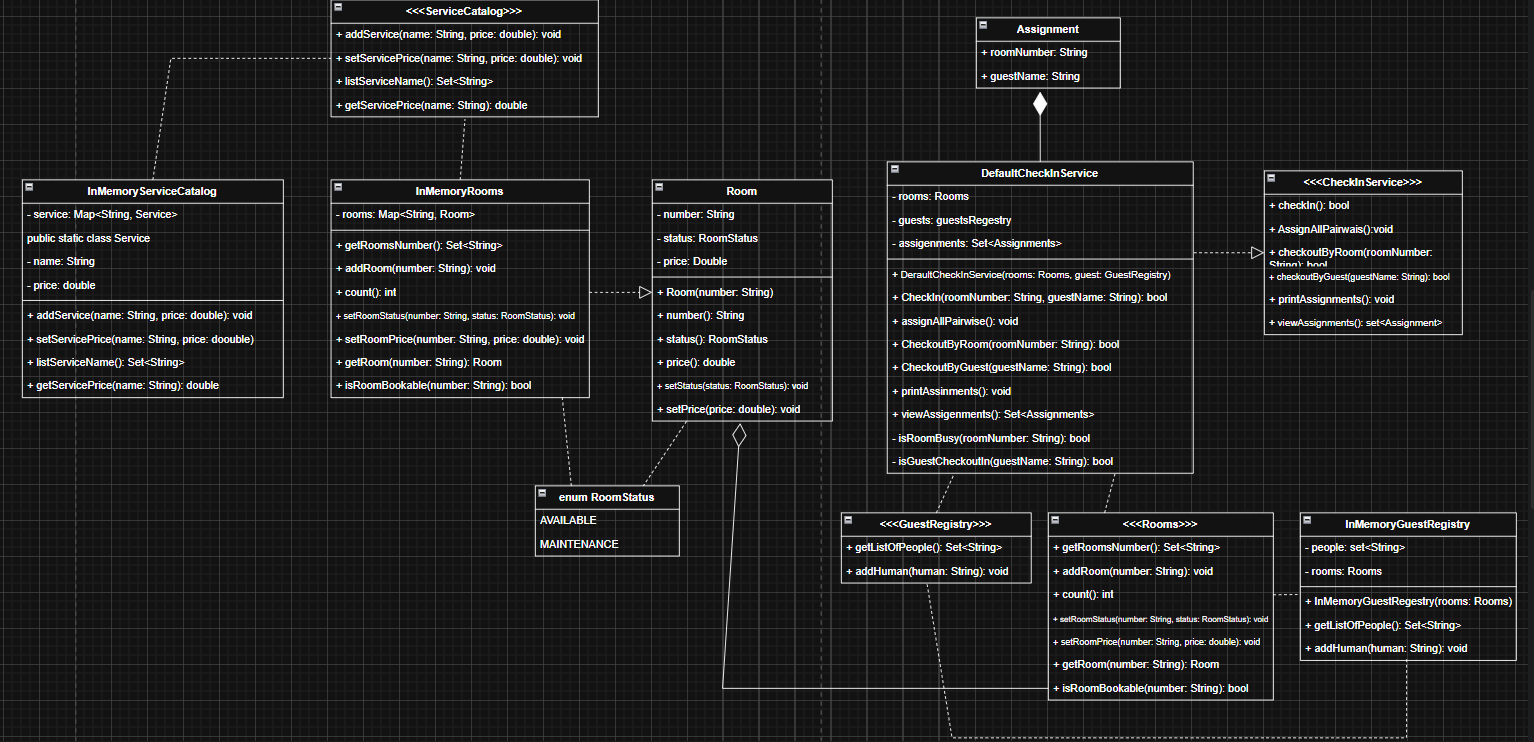 <<<ServiceCatalog>>>
+ addService(name: String, price: double): void
+ setServicePrice(name: String, price: double): void
+ listServiceName(): Set<String>
+ getServicePrice(name: String): double
Assignment
+ roomNumber: String
+ guestName: String
InMemoryServiceCatalog
- service: Map<String, Service>
public static class Service
- name: String
- price: double
+ addService(name: String, price: double): void
+ setServicePrice(name: String, price: doouble)
+ listServiceName(): Set<String>
+ getServicePrice(name: String): double
InMemoryRooms
- rooms: Map<String, Room>
+ getRoomsNumber(): Set<String>
+ addRoom(number: String): void
+ count(): int
+ setRoomStatus(number: String, status: RoomStatus): void
+ setRoomPrice(number: String, price: double): void
+ getRoom(number: String): Room
+ isRoomBookable(number: String): bool
Room
- number: String
- status: RoomStatus
- price: Double
+ Room(number: String)
+ number(): String
+ status(): RoomStatus
+ price(): double
+ setStatus(status: RoomStatus): void
+ setPrice(price: double): void
DefaultCheckInService
- rooms: Rooms
- guests: guestsRegestry
- assigenments: Set<Assignments>
+ DeraultCheckInService(rooms: Rooms, guest: GuestRegistry)
+ CheckIn(roomNumber: String, guestName: String): bool
+ assignAllPairwise(): void
+ CheckoutByRoom(roomNumber: String): bool
+ CheckoutByGuest(guestName: String): bool
+ printAssinments(): void
+ viewAssigenments(): Set<Assignments>
- isRoomBusy(roomNumber: String): bool
- isGuestCheckoutIn(guestName: String): bool
<<<CheckInService>>>
+ checkIn(): bool
+ AssignAllPairwais():void
+ checkoutByRoom(roomNumber:
String): bool
+ checkoutByGuest(guestName: String): bool
+ printAssignments(): void
+ viewAssignments(): set<Assignment>
enum RoomStatus
AVAILABLE
MAINTENANCE
<<<GuestRegistry>>>
+ getListOfPeople(): Set<String>
+ addHuman(human: String): void
<<<Rooms>>>
+ getRoomsNumber(): Set<String>
+ addRoom(number: String): void
+ count(): int
+ setRoomStatus(number: String, status: RoomStatus): void
+ setRoomPrice(number: String, price: double): void
+ getRoom(number: String): Room
+ isRoomBookable(number: String): bool
InMemoryGuestRegistry
- people: set<String>
- rooms: Rooms
+ InMemoryGuestRegestry(rooms: Rooms)
+ getListOfPeople(): Set<String>
+ addHuman(human: String): void